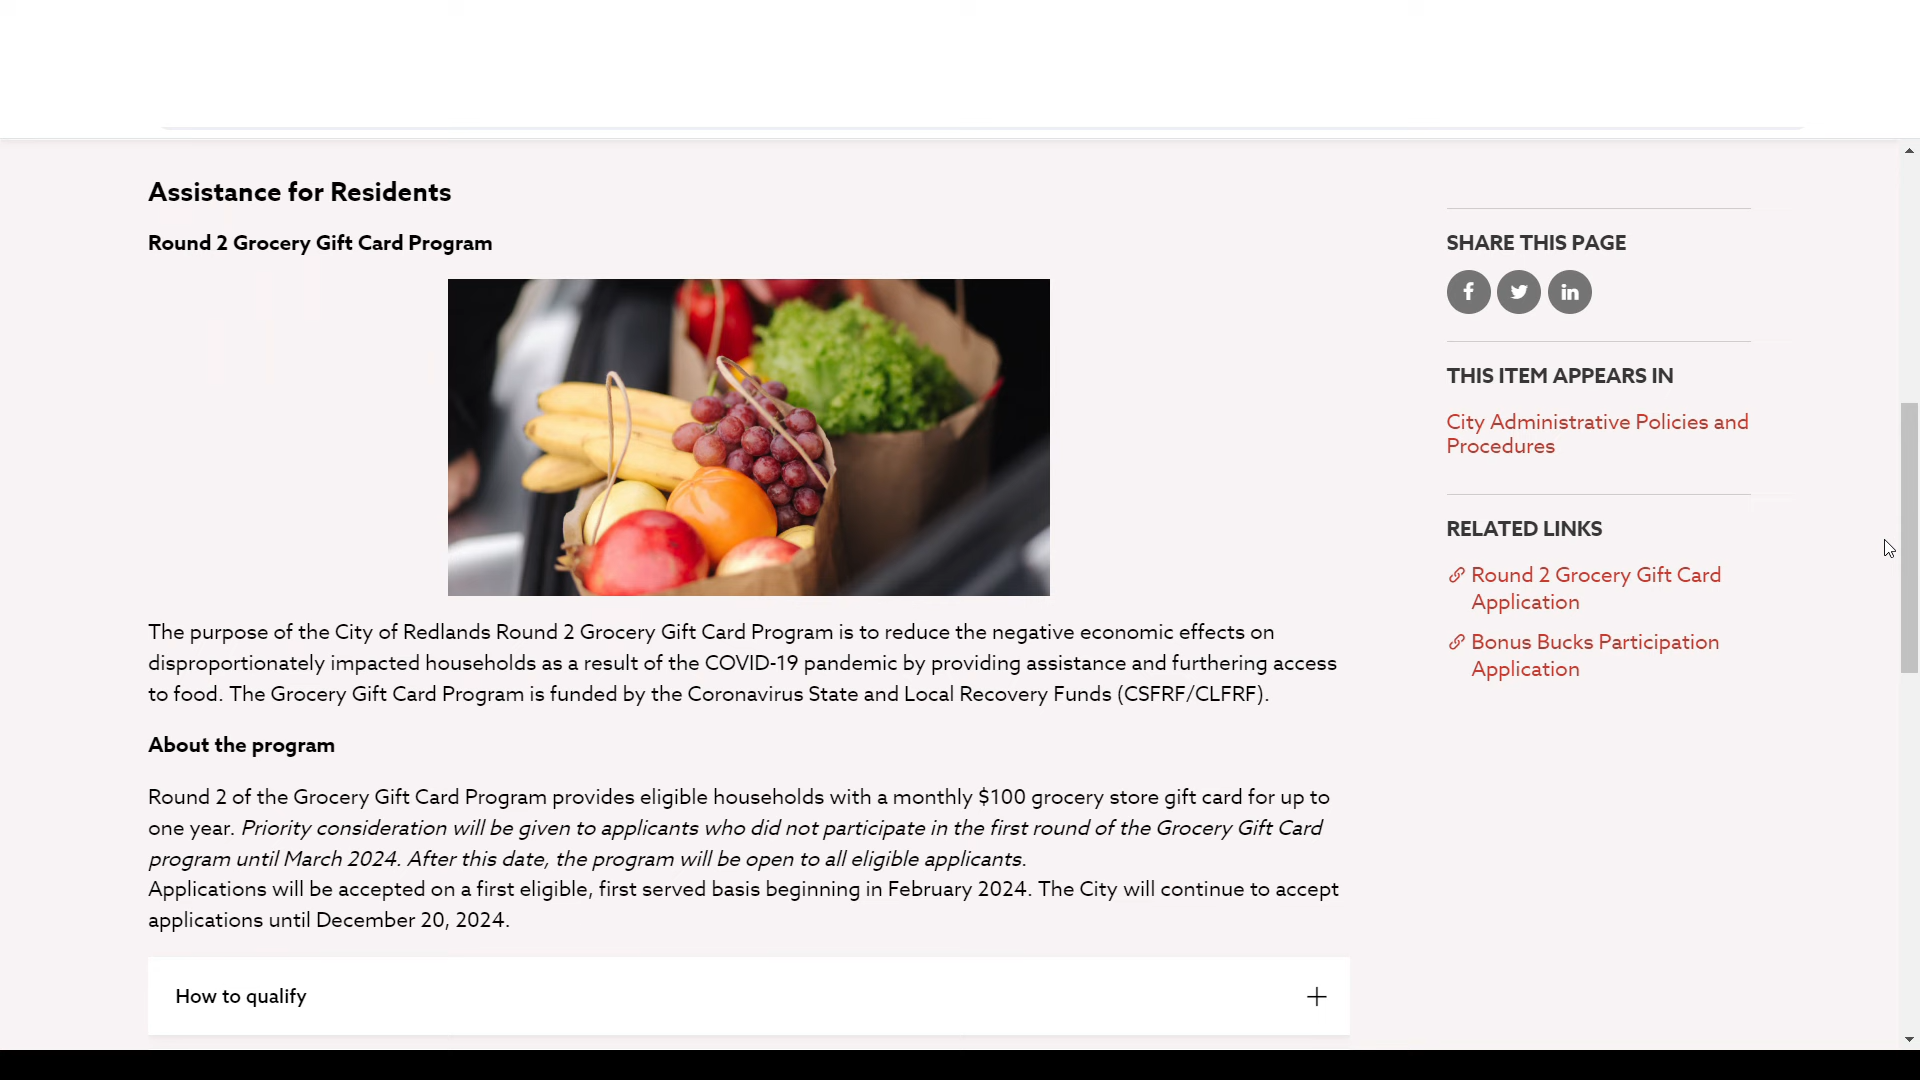 Assistance for Residents
Round 2 Grocery Gift Card Program
The purpose of the City of Redlands Round 2 Grocery Gift Card Program is to reduce the negative economic effects on
disproportionately impacted households as a result of the COVID-19 pandemic by providing assistance and furthering access
to food. The Grocery Gift Card Program is funded by the Coronavirus State and Local Recovery Funds (CSFRF/CLFRF).
About the program
Round 2 of the Grocery Gift Card Program provides eligible households with a monthly $100 grocery store gift card for up to
one year. Priority consideration will be given to applicants who did not participate in the first round of the Grocery Gift Card
program until March 2024. After this date, the program will be open to all eligible applicants.
Applications will be accepted on a first eligible, first served basis beginning in February 2024. The City will continue to accept
applications until December 20, 2024.
How to qualify
SHARE THIS PAGE
THIS ITEM APPEARS IN
City Administrative Policies and
Procedures
RELATED LINKS
Round 2 Grocery Gift Card
Application
Bonus Bucks Participation
Application